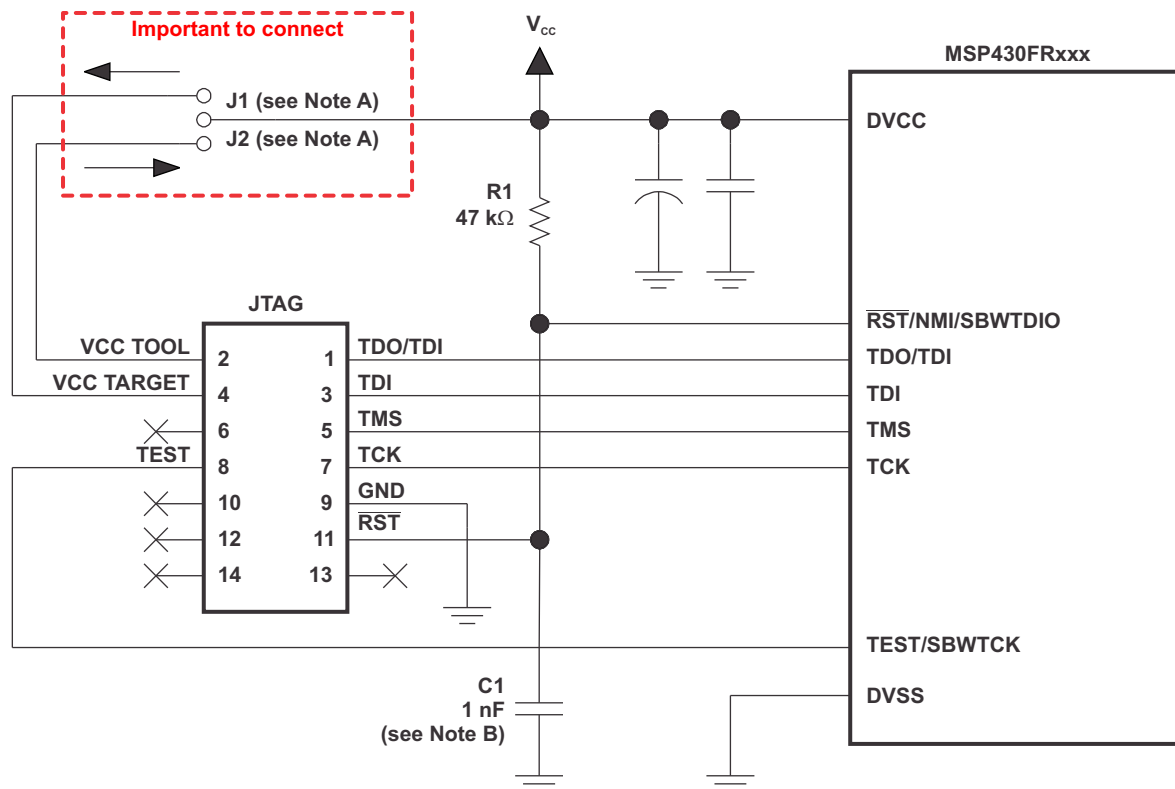 Important to connect
Vcc
MSP430FRxxx
J1 (see Note A)
J2 (see Note A)
DVCC
R1
47 kΩ
JTAG
RST/NMI/SBWTDIO
VCC TOOL
2
1
TDO/TDI
TDO/TDI
VCC TARGET
4
3
TDI
TDI
6
5
TMS
TMS
TEST
8
7
TCK
TCK
10
9
GND
12
11
RST
14
13
TEST/SBWTCK
C1
1 nF
(see Note B)
DVSS